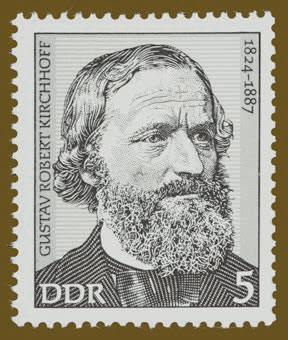 GUSTAV ROBERT KIRCHHOFF
1824-1887
DDR 5